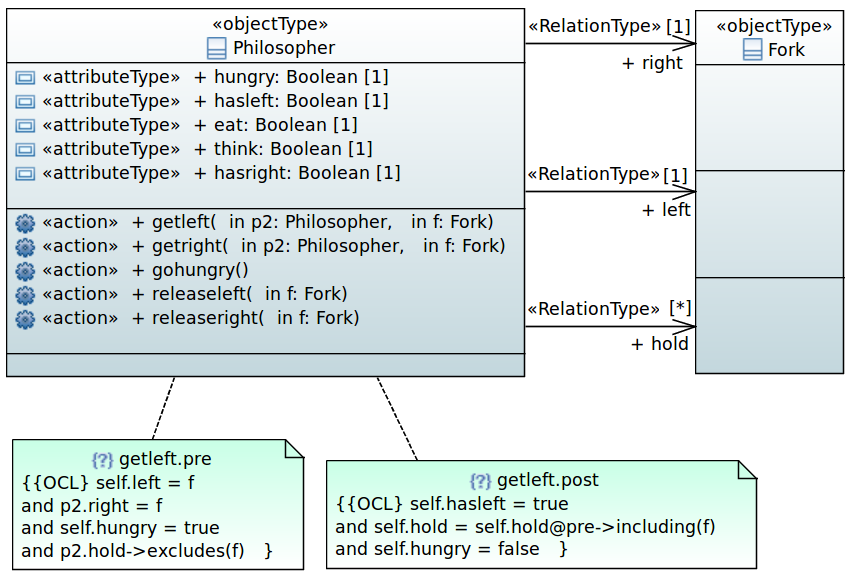 «objectType»
Philosopher
«attributeType» + hungry: Boolean [1]
«attributeType» + hasleft: Boolean [1]
«attributeType» + eat: Boolean [1]
«attributeType» + think: Boolean [1]
«attributeType» + hasright: Boolean [1]
«action» + getleft( in p2: Philosopher, in f: Fork)
«action» + getright( in p2: Philosopher, in f: Fork)
«action» + gohungry()
«action» + releaseleft( in f: Fork)
«action» + releaseright( in f: Fork)
«RelationType» [1]
+ right
«RelationType» [1]
+ left
«RelationType» [*]
+ hold
«objectType»
Fork
{?} getleft.pre
{{OCL} self.left = f
and p2.right = f
and self.hungry = true
and p2.hold->excludes(f) }
{?} getleft.post
{{OCL} self.hasleft = true
and self.hold = self.hold@pre->including(f)
and self.hungry = false }